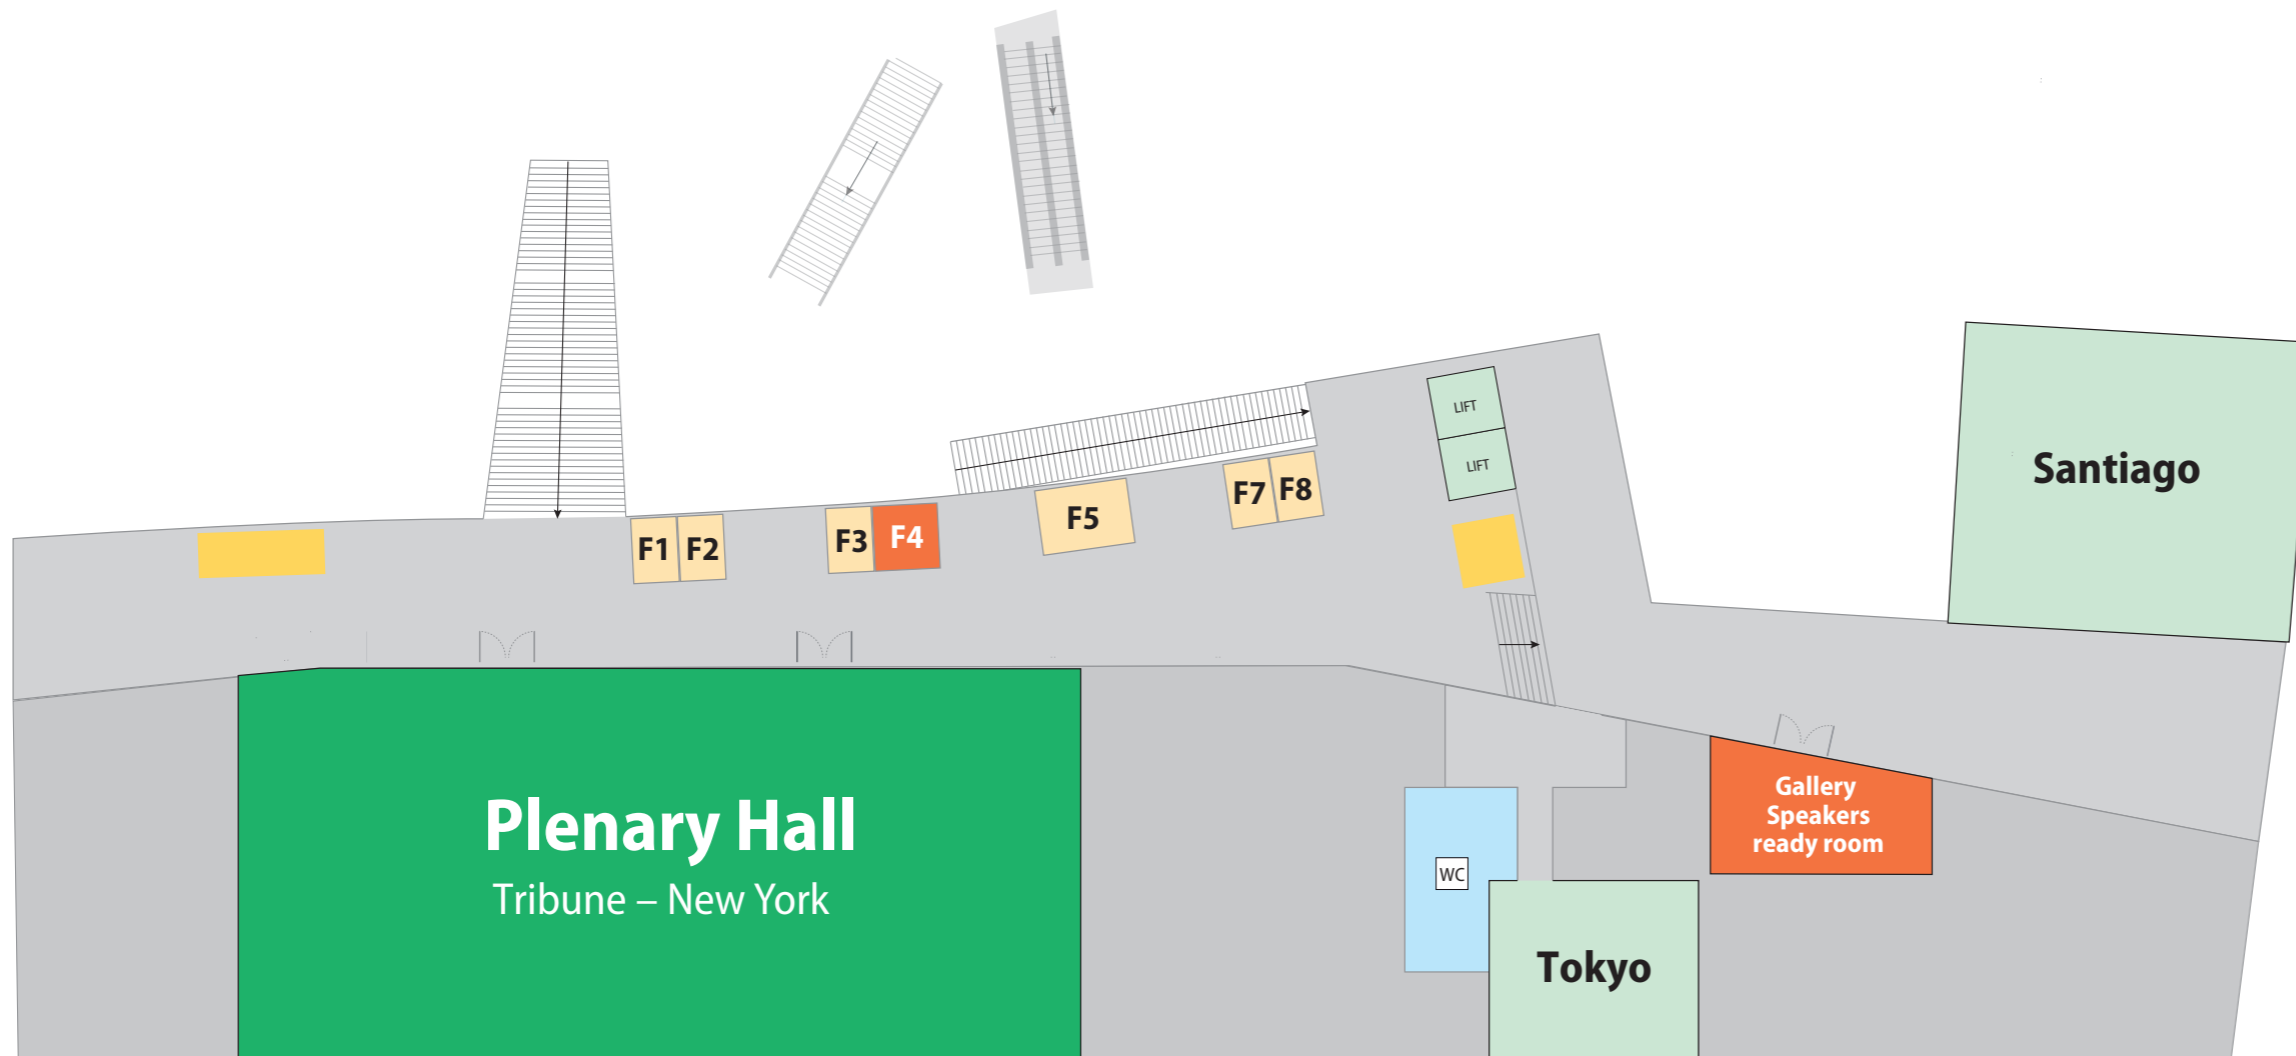 LIFT
LIFT
Santiago
F1
F2
F3
F4
F5
F7
F8
Plenary Hall
Tribune – New York
Gallery
Speakers
ready room
WC
Tokyo